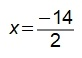 x = -14/2